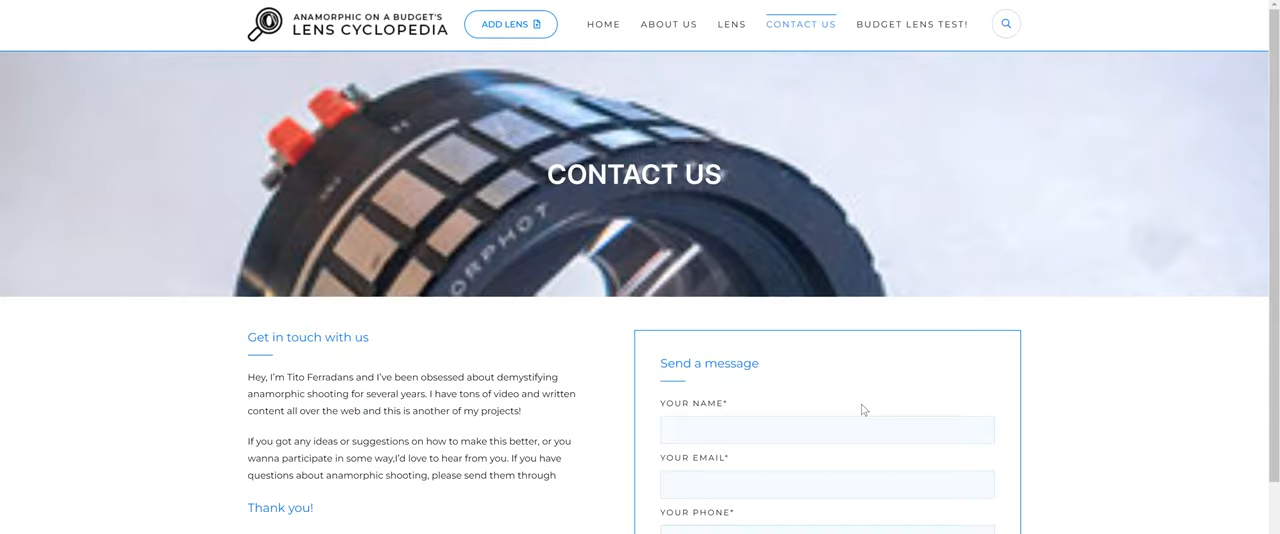 ANAMORPHIC ON A BUDGET'S
LENS CYCLOPEDIA
ADD LENS
HOME
ABOUT US
LENS
CONTACT US
BUDGET LENS TEST!
ORPHOT
CONTACT US
Get in touch with us
Hey, I'm Tito Ferradans and I've been obsessed about demystifying
anamorphic shooting for several years. I have tons of video and written
content all over the web and this is another of my projects!
If you got any ideas or suggestions on how to make this better, or you
wanna participate in some way,I'd love to hear from you. If you have
questions about anamorphic shooting, please send them through
Thank you!
Send a message
YOUR NAME*
YOUR EMAIL*
YOUR PHONE*